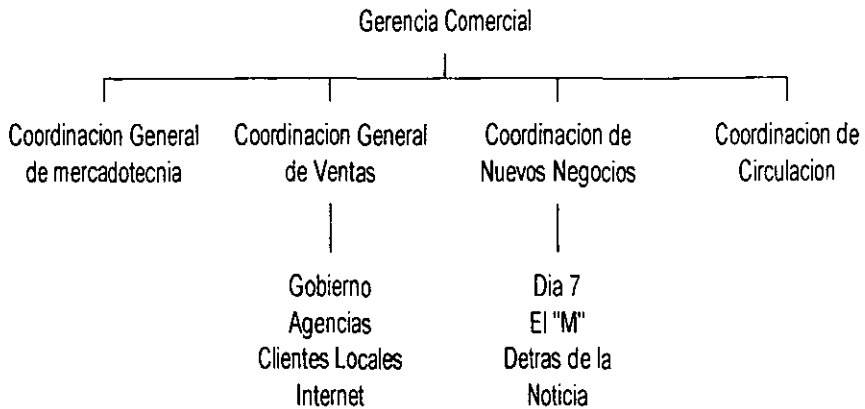 Gerencia Comercial
Coordinacion General
de mercadotecnia
Coordinacion General
de Ventas
Coordinacion de
Nuevos Negocios
Coordinacion de
Circulacion
Gobierno
Agencias
Clientes Locales
Internet
Dia 7
El "M"
Detras de la
Noticia